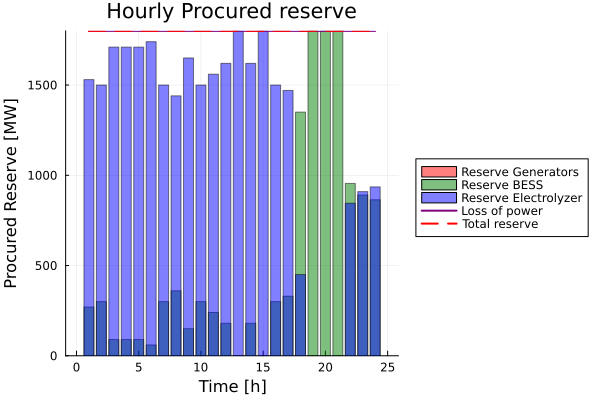 Hourly Procured reserve
Procured Reserve [MW]
1500
1000
500
0
0 5 10 15 20 25
Time [h]
Reserve Generators
Reserve BESS
Reserve Electrolyzer
Loss of power
Total reserve